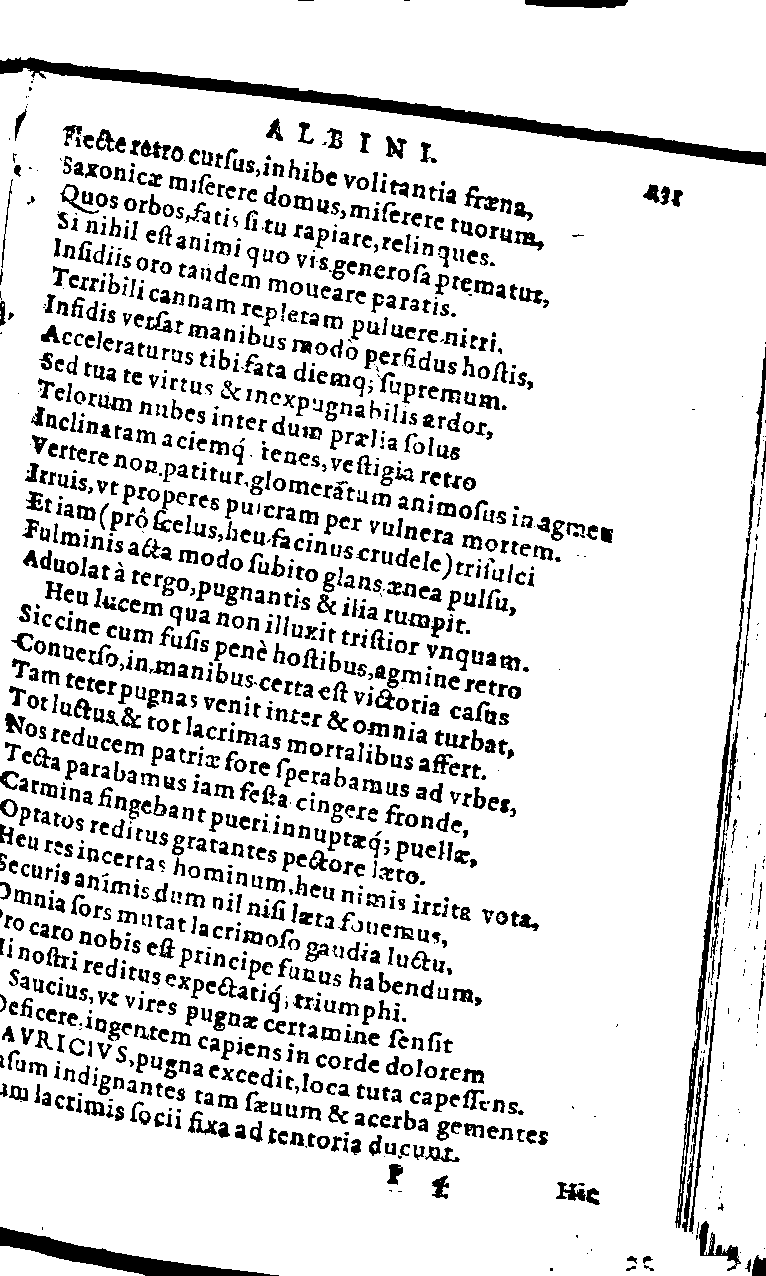 ALBINI. 231
Flecte retro curſus, inhibe volitantia fræna,
Saxonicæ miſerere domus, miſerere tuorum,
Quos orbos, fatis ſi tu rapiare, relinques.
Si nihil eſt animi quo vis generoſa prematur,
Inſidiis oro tandem moueare paratis.
Terribili cannam repletam puluere nitri,
Infidis verſat manibus modò perfidus hoſtis,
Acceleraturus tibi fata diemq; ſupremum.
Sed tua te virtus & inexpugnabilis ardor,
Telorum nubes inter dum prælia ſolus
Inclinatam aciemq́ tenes, veſtigia retro
Vertere non patitur, glomerātum animoſus in agmen
Irruis, vt properes pulcram per vulnera mortem.
Etiam (prô ſcelus, heu facinus crudele) triſulci
Fulminis acta modo ſubito glans ænea pulſu,
Aduolat à tergo, pugnantis & ilia rumpit.
Heu lucem qua non illuxit triſtior vnquam.
Siccine cum fuſis penè hoſtibus, agmine retro
Conuerſo, in manibus certa eſt victoria caſus
Tam teter pugnas venit inter & omnia turbat,
Tot luctus & tot lacrimas mortalibus affert.
Nos reducem patriæ fore ſperabamus ad vrbes,
Tecta parabamus iam feſta cingere fronde,
Carmina fingebant pueri innuptæq́; puellæ,
Optatos reditus gratantes pectore læto.
Heu res incertas hominum, heu nimis irrita vota,
Securis animis dum nil niſi læta fouemus,
Omnia ſors mutat lacrimoſo gaudia luctu,
Pro caro nobis eſt principe funus habendum,
Hi noſtri reditus expectatiq́; triumphi.
Saucius, vt vires pugnæ certamine ſenſit
Deficere, ingentem capiens in corde dolorem
AVRICIVS, pugna excedit, loca tuta capeſſens.
aſum indignantes tam ſæuum & acerba gementes
um lacrimis ſocii fixa ad tentoria ducunt.
P 4 Hic